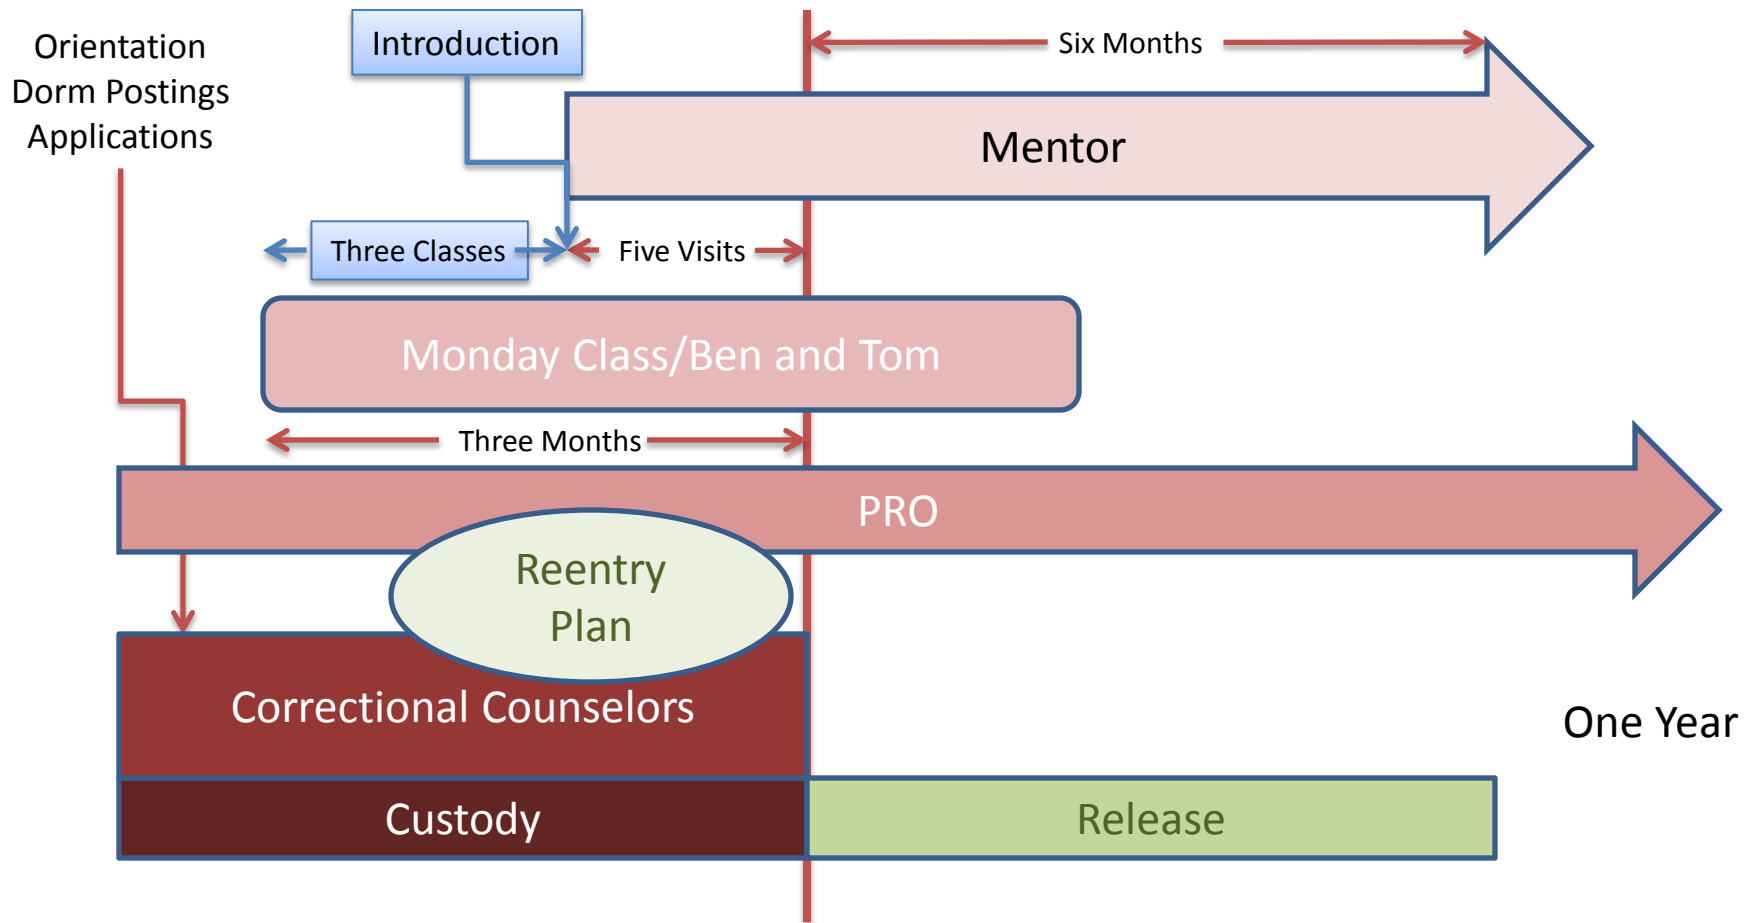 Orientation
Dorm Postings
Applications
Introduction
Six Months
Mentor
Three Classes
Five Visits
Monday Class/Ben and Tom
Three Months
PRO
Reentry
Plan
Correctional Counselors
One Year
Custody
Release